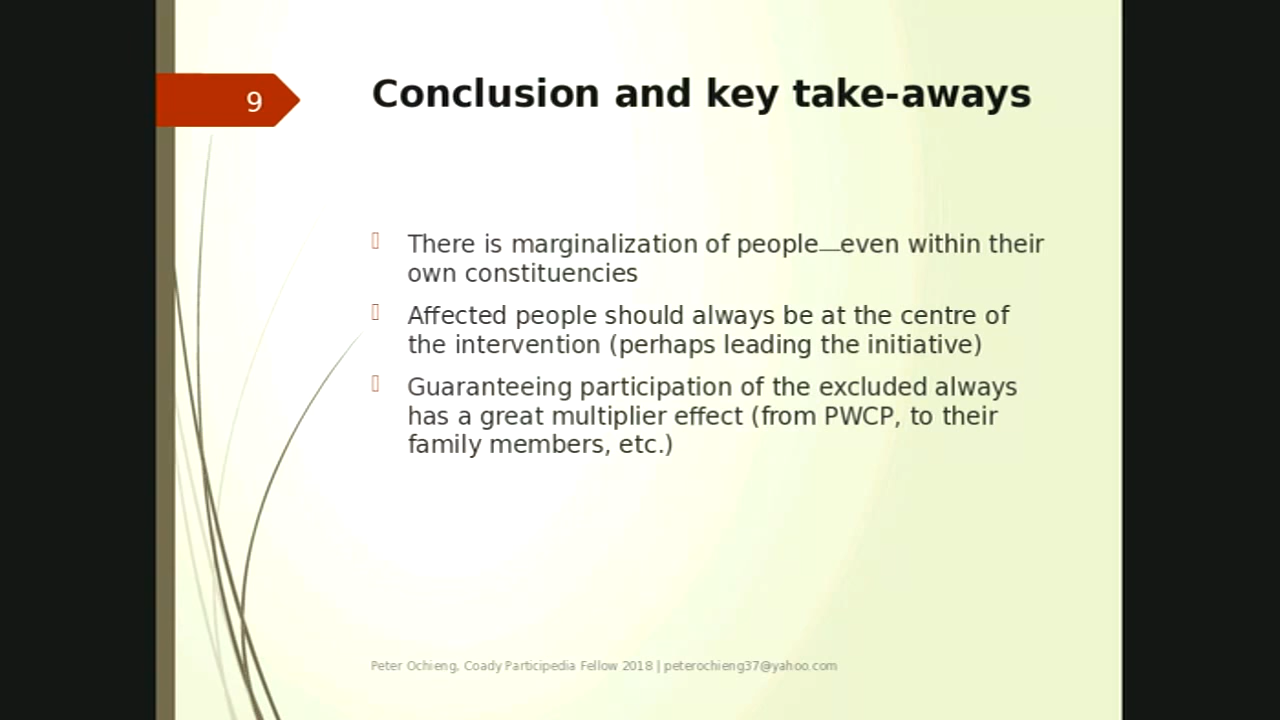 9
Conclusion and key take-aways
There is marginalization of people—even within their
own constituencies
Affected people should always be at the centre of
the intervention (perhaps leading the initiative)
Guaranteeing participation of the excluded always
has a great multiplier effect (from PWCP, to their
family members, etc.)
Peter Ochieng, Coady Participedia Fellow 2018 | peterochieng37@yahoo.com